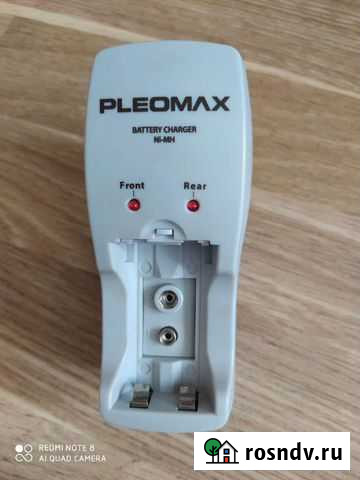 PLEOMAX
BATTERY CHARGER
Ni-MH
Front Rear
REDMI NOTE 8
AI QUAD CAMERA
rosndv.ru